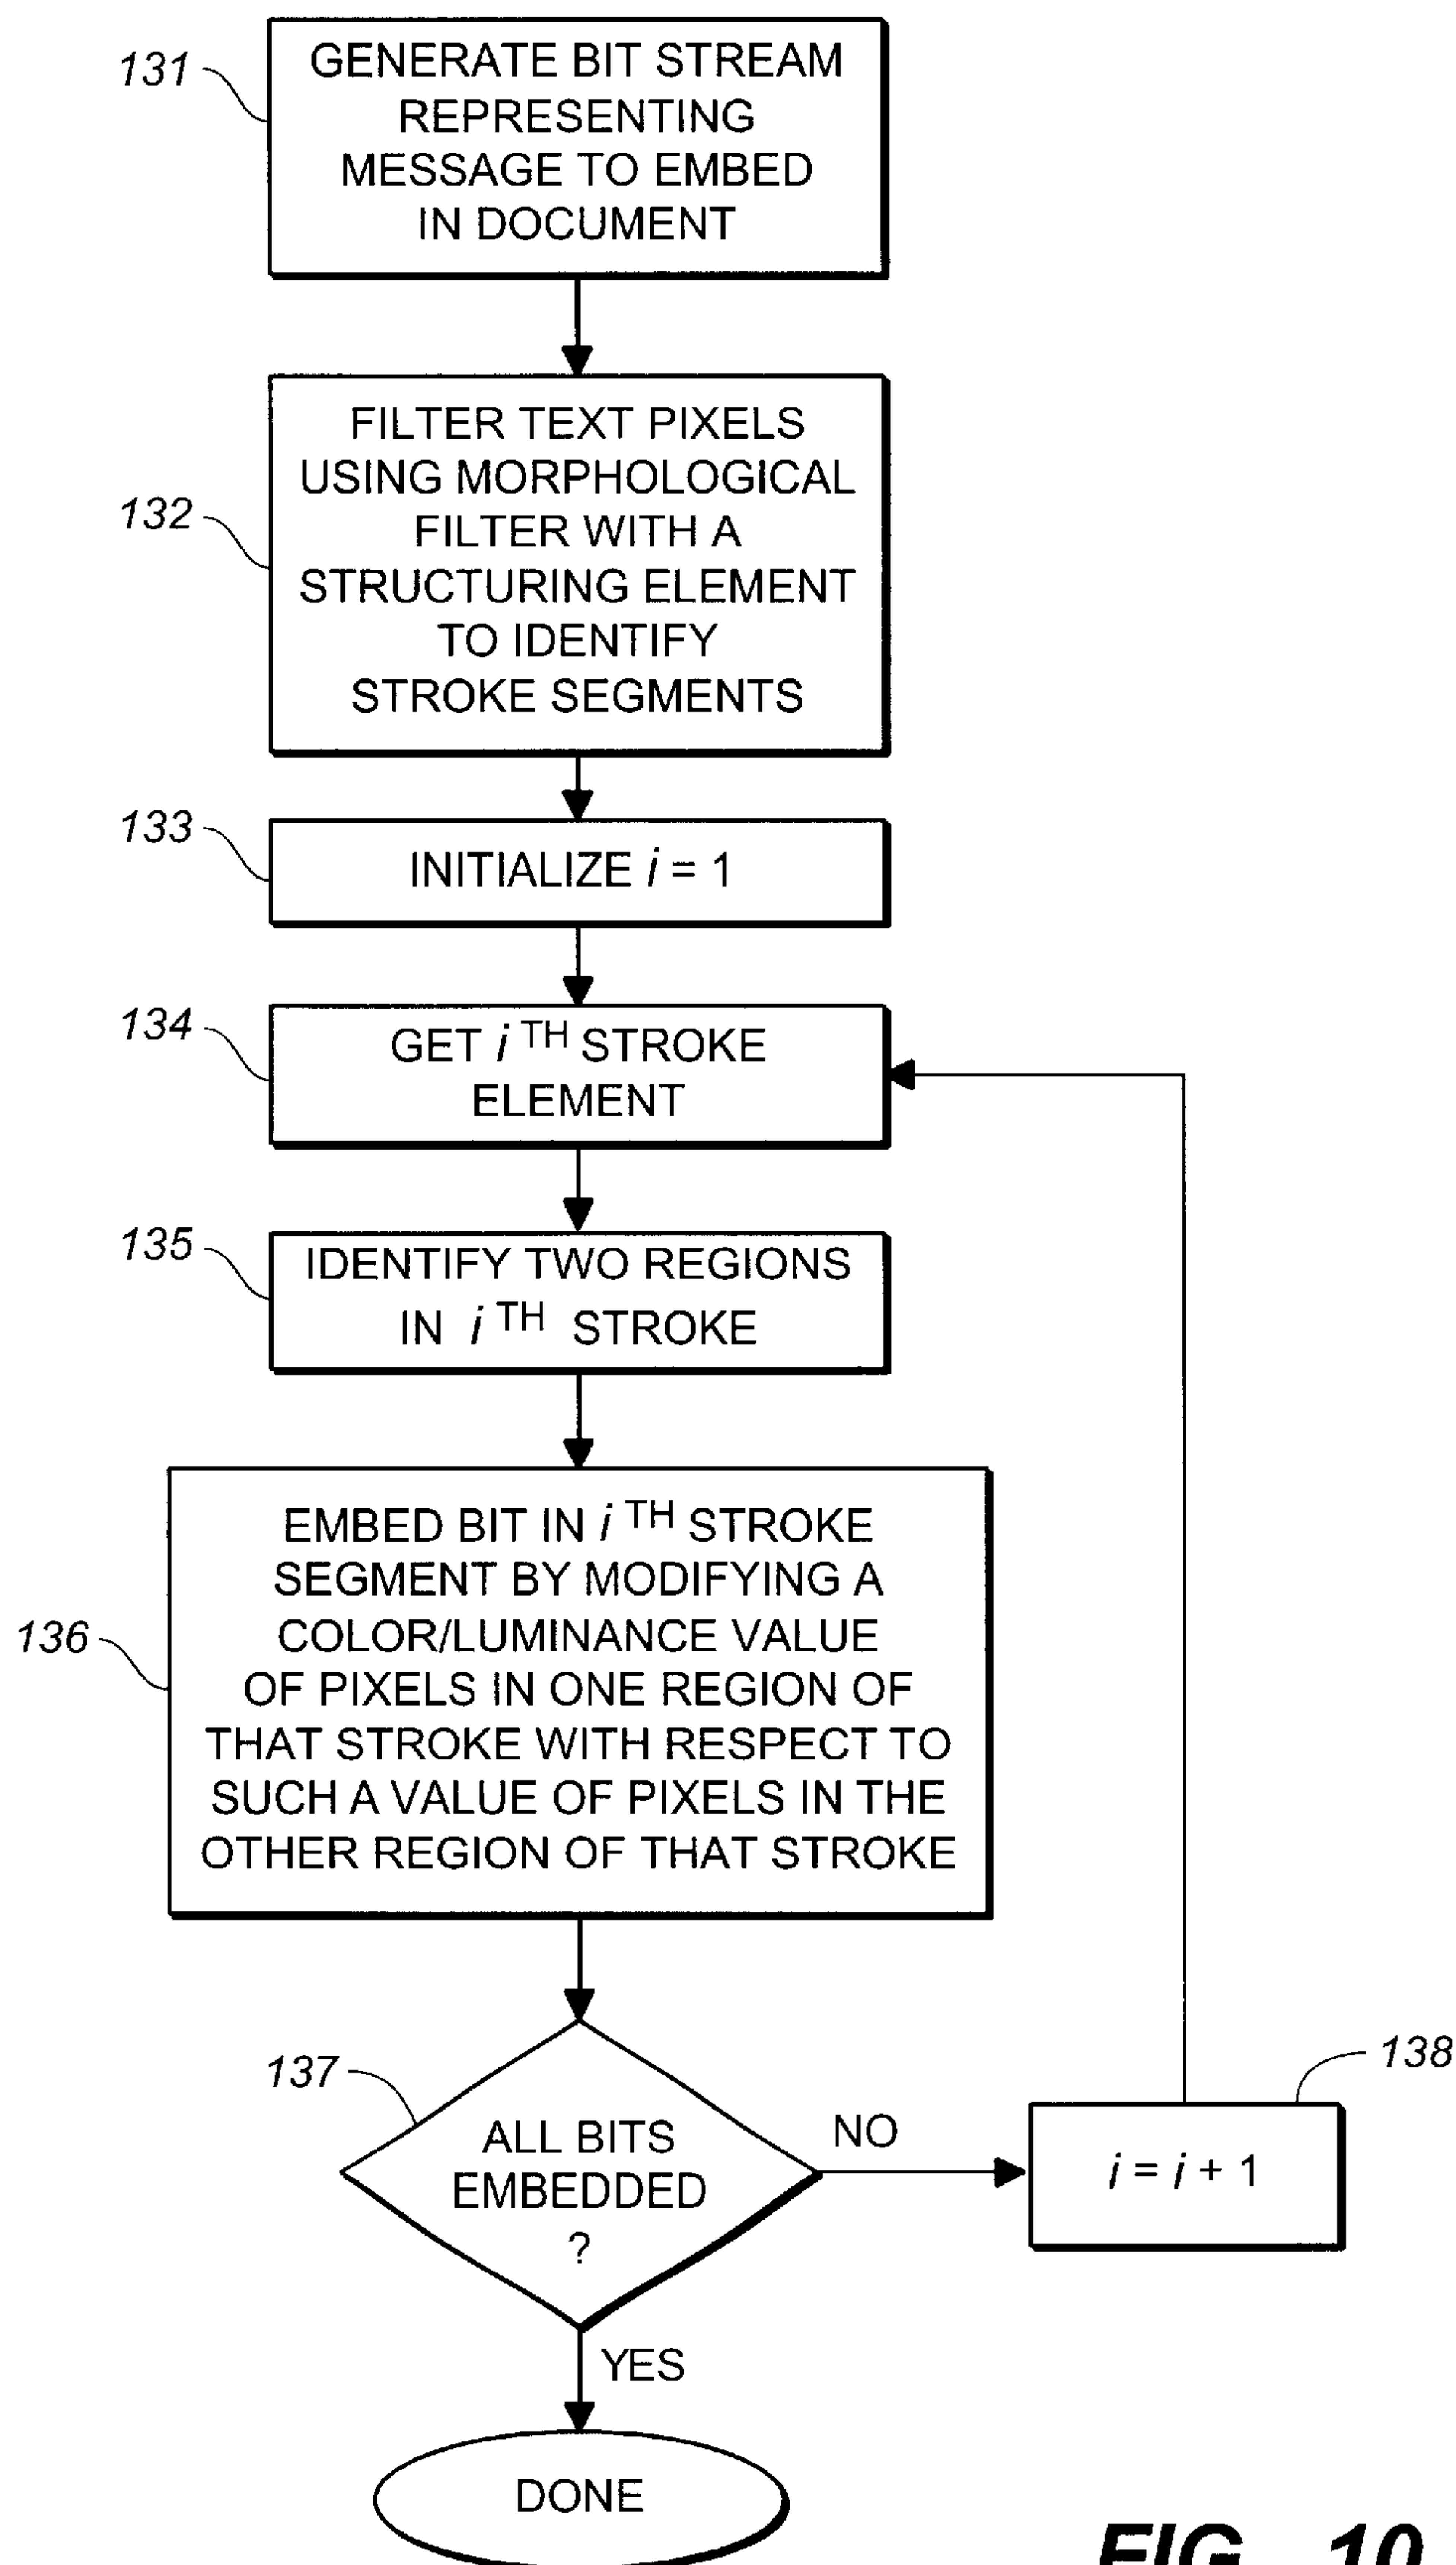 131
GENERATE BIT STREAM
REPRESENTING
MESSAGE TO EMBED
IN DOCUMENT
132
FILTER TEXT PIXELS
USING MORPHOLOGICAL
FILTER WITH A
STRUCTURING ELEMENT
TO IDENTIFY
STROKE SEGMENTS
133
INITIALIZE i = 1
134
GET i TH STROKE
ELEMENT
135
IDENTIFY TWO REGIONS
IN i TH STROKE
136
EMBED BIT IN i TH STROKE
SEGMENT BY MODIFYING A
COLOR/LUMINANCE VALUE
OF PIXELS IN ONE REGION OF
THAT STROKE WITH RESPECT TO
SUCH A VALUE OF PIXELS IN THE
OTHER REGION OF THAT STROKE
137
ALL BITS
EMBEDDED
?
NO
138
i = i + 1
YES
DONE
FIG. 10